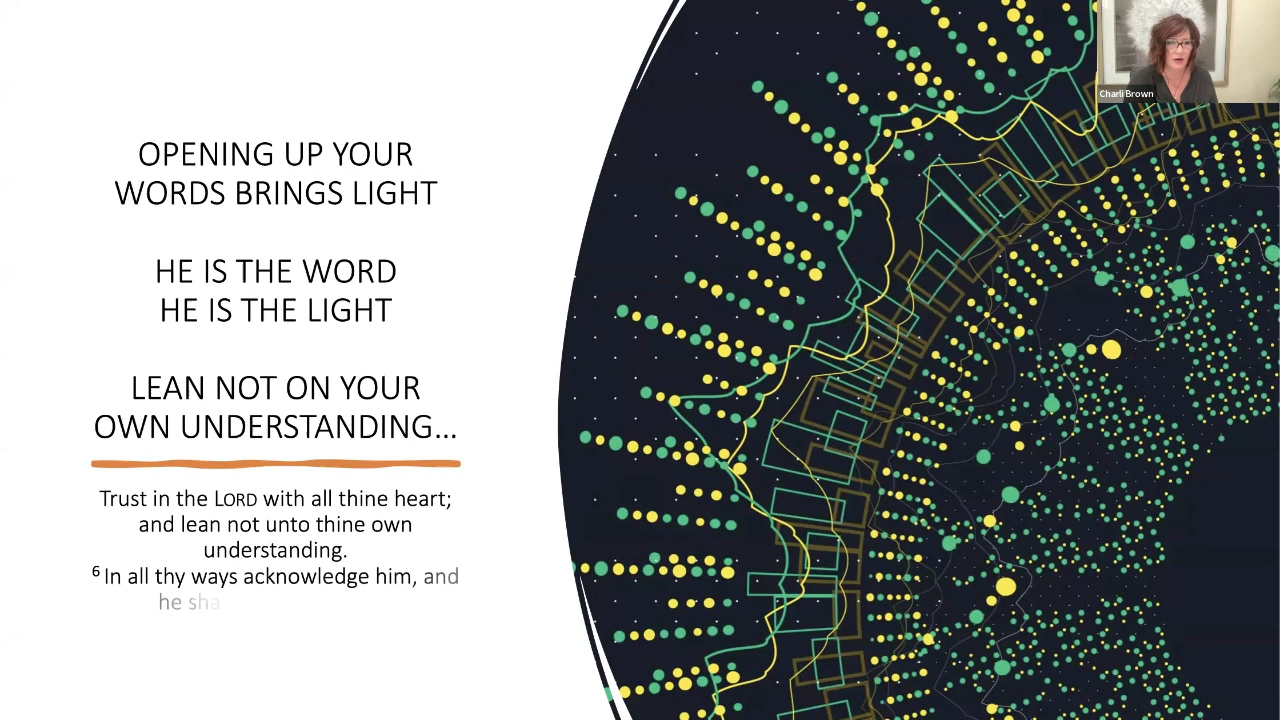 OPENING UP YOUR
WORDS BRINGS LIGHT
HE IS THE WORD
HE IS THE LIGHT
LEAN NOT ON YOUR
OWN UNDERSTANDING...
Trust in the LORD with all thine heart;
and lean not unto thine own
understanding.
6 In all thy ways acknowledge him, and
he sha
Charli Brown